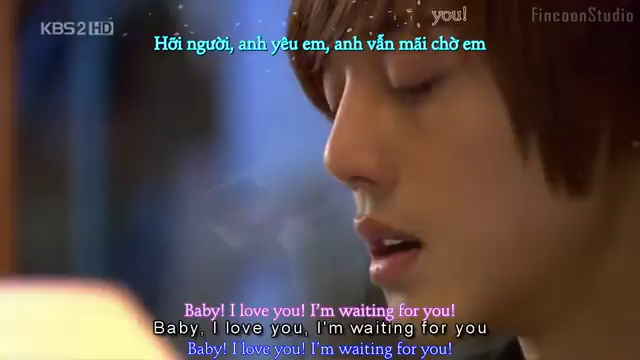 you!
FincoonStudio
KBS2 HD
Hỡi người, anh yêu em, anh vẫn mãi chờ em
Baby! I love you! I'm waiting for you!
Baby, I love you, I'm waiting for you
Baby! I love you! I'm waiting for you!